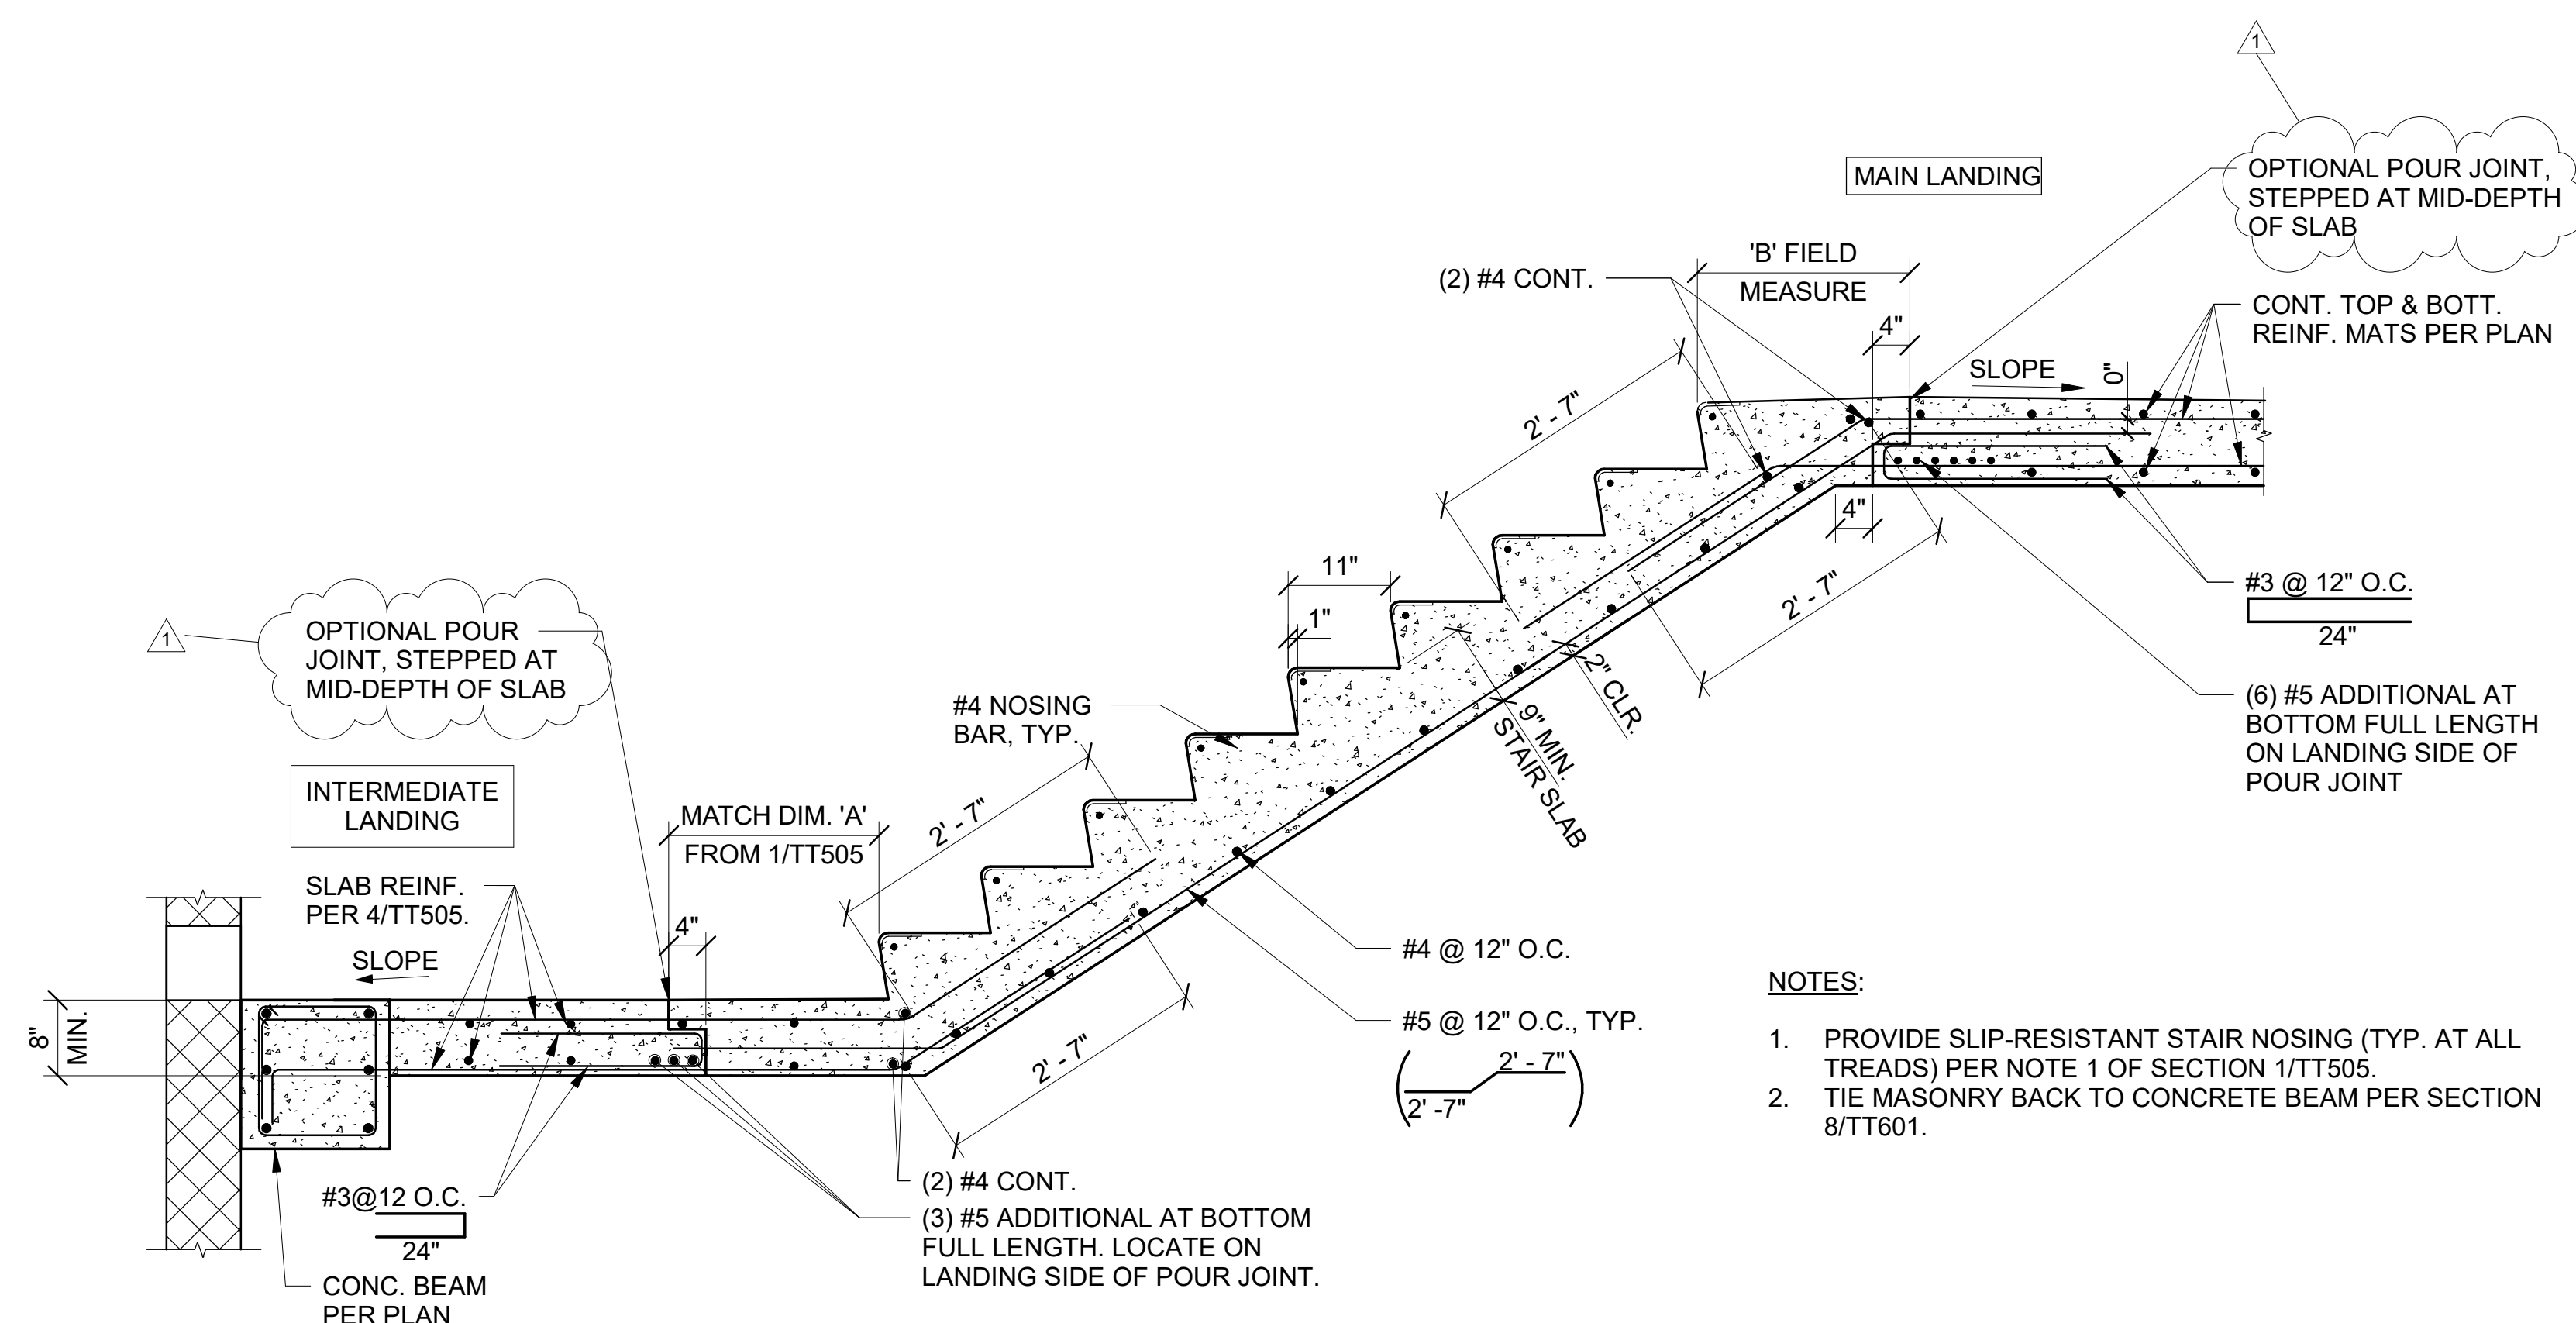 1
OPTIONAL POUR JOINT,
STEPPED AT MID-DEPTH
OF SLAB
MAIN LANDING
'B' FIELD
MEASURE
(2) #4 CONT.
4"
CONT. TOP & BOTT.
REINF. MATS PER PLAN
SLOPE
0"
2' - 7"
4"
2' - 7"
#3 @ 12" O.C.
24"
(6) #5 ADDITIONAL AT
BOTTOM FULL LENGTH
ON LANDING SIDE OF
POUR JOINT
11"
1"
2" CLR.
9" MIN.
STAIR SLAB
1
OPTIONAL POUR
JOINT, STEPPED AT
MID-DEPTH OF SLAB
#4 NOSING
BAR, TYP.
INTERMEDIATE
LANDING
MATCH DIM. 'A'
FROM 1/TT505
2' - 7"
SLAB REINF.
PER 4/TT505.
4"
SLOPE
8"
MIN.
2' - 7"
#4 @ 12" O.C.
#5 @ 12" O.C., TYP.
2' - 7"
2' -7"
NOTES:
1. PROVIDE SLIP-RESISTANT STAIR NOSING (TYP. AT ALL
TREADS) PER NOTE 1 OF SECTION 1/TT505.
2. TIE MASONRY BACK TO CONCRETE BEAM PER SECTION
8/TT601.
(2) #4 CONT.
(3) #5 ADDITIONAL AT BOTTOM
FULL LENGTH. LOCATE ON
LANDING SIDE OF POUR JOINT.
#3@12 O.C.
24"
CONC. BEAM
PER PLAN